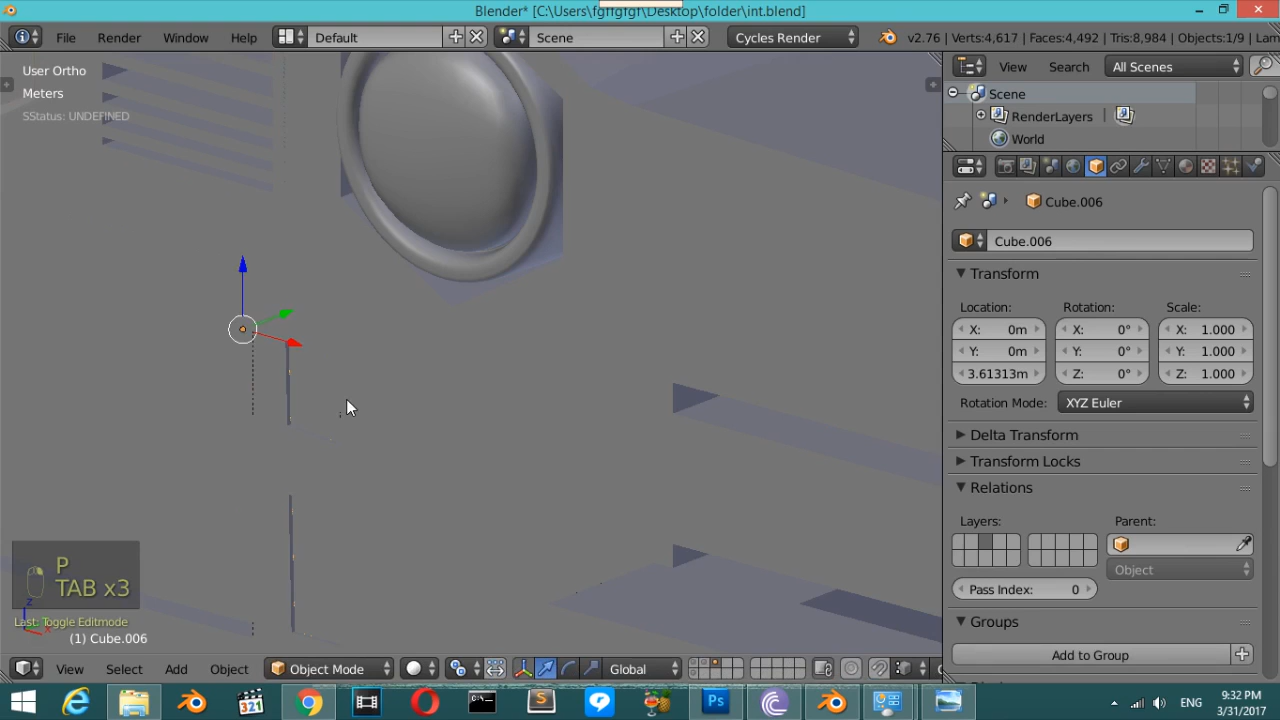 Blender* [C:\Users\fgffgfgf\Desktop\folder\int.blend]
File Render Window Help Default Scene Cycles Render v2.76 | Verts:4,617 | Faces:4,492 | Tris:8,984 | Objects:1/9 | Lam
User Ortho
Meters
SStatus: UNDEFINED
P
TAB x3
z
x
Last: Toggle Editmode
(1) Cube.006
View Select Add Object Object Mode Global
View Search All Scenes
Scene
RenderLayers
World
Cube.006
Cube.006
Transform
Location: Rotation: Scale:
X: 0m X: 0° X: 1.000
Y: 0m Y: 0° Y: 1.000
3.61313m Z: 0° Z: 1.000
Rotation Mode: XYZ Euler
Delta Transform
Transform Locks
Relations
Layers: Parent:
Object
Pass Index: 0
Groups
Add to Group
321
Ps
ENG
9:32 PM
3/31/2017